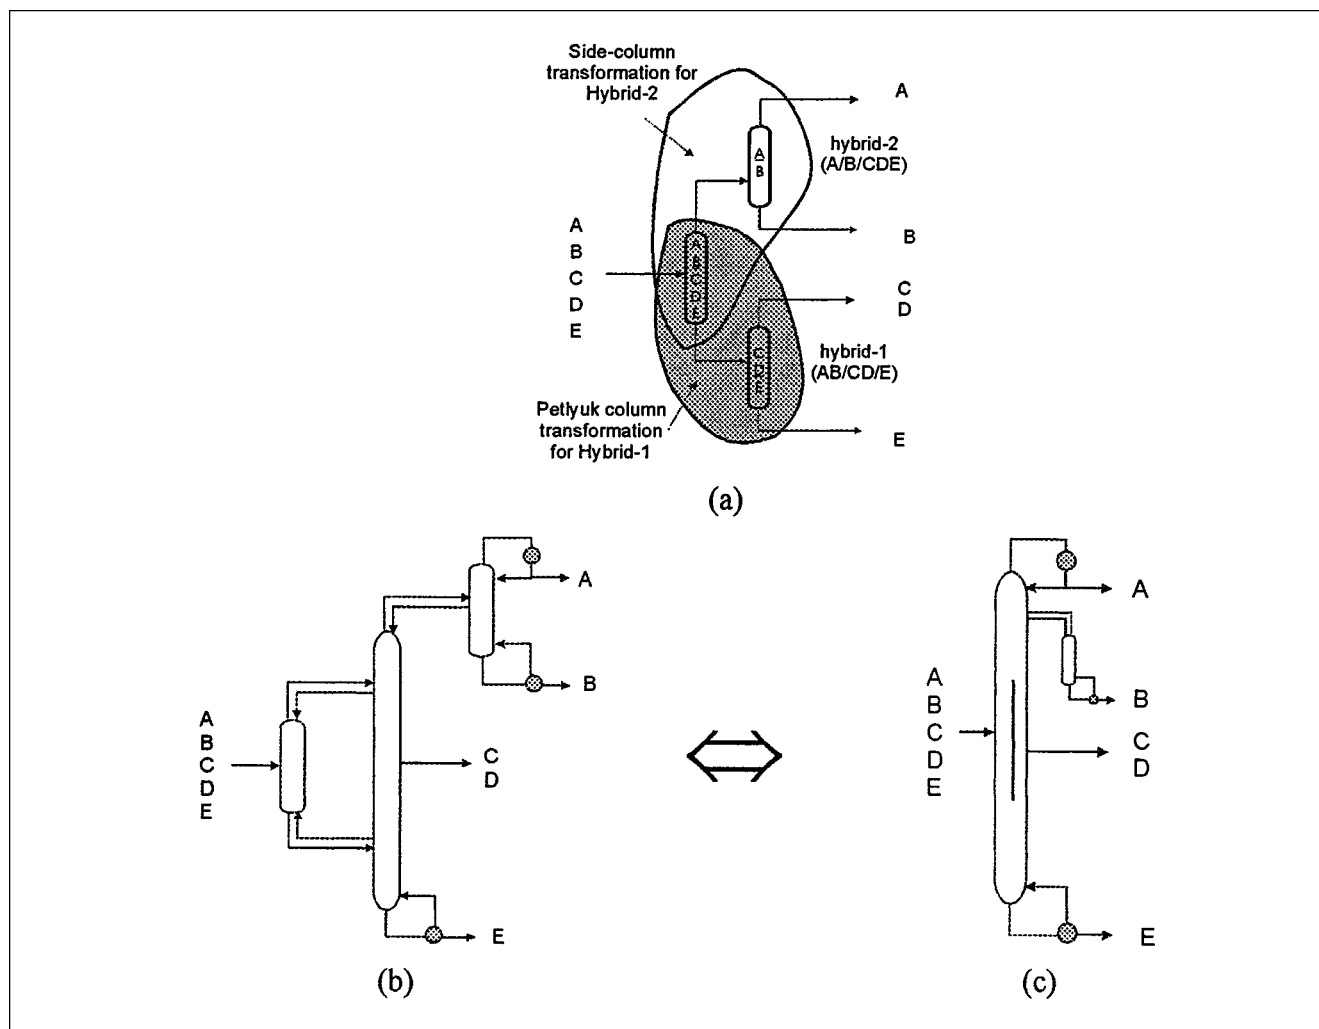 Side-column
transformation for
Hybrid-2
A
A
B
hybrid-2
(A/B/CDE)
A
B
C
D
E
B
A
B
C
D
E
C
D
C
D
E
hybrid-1
(AB/CD/E)
Petlyuk column
transformation
for Hybrid-1
E
(a)
A
B
A
B
C
D
E
C
D
E
(b)
A
B
A
B
C
D
E
C
D
E
(c)